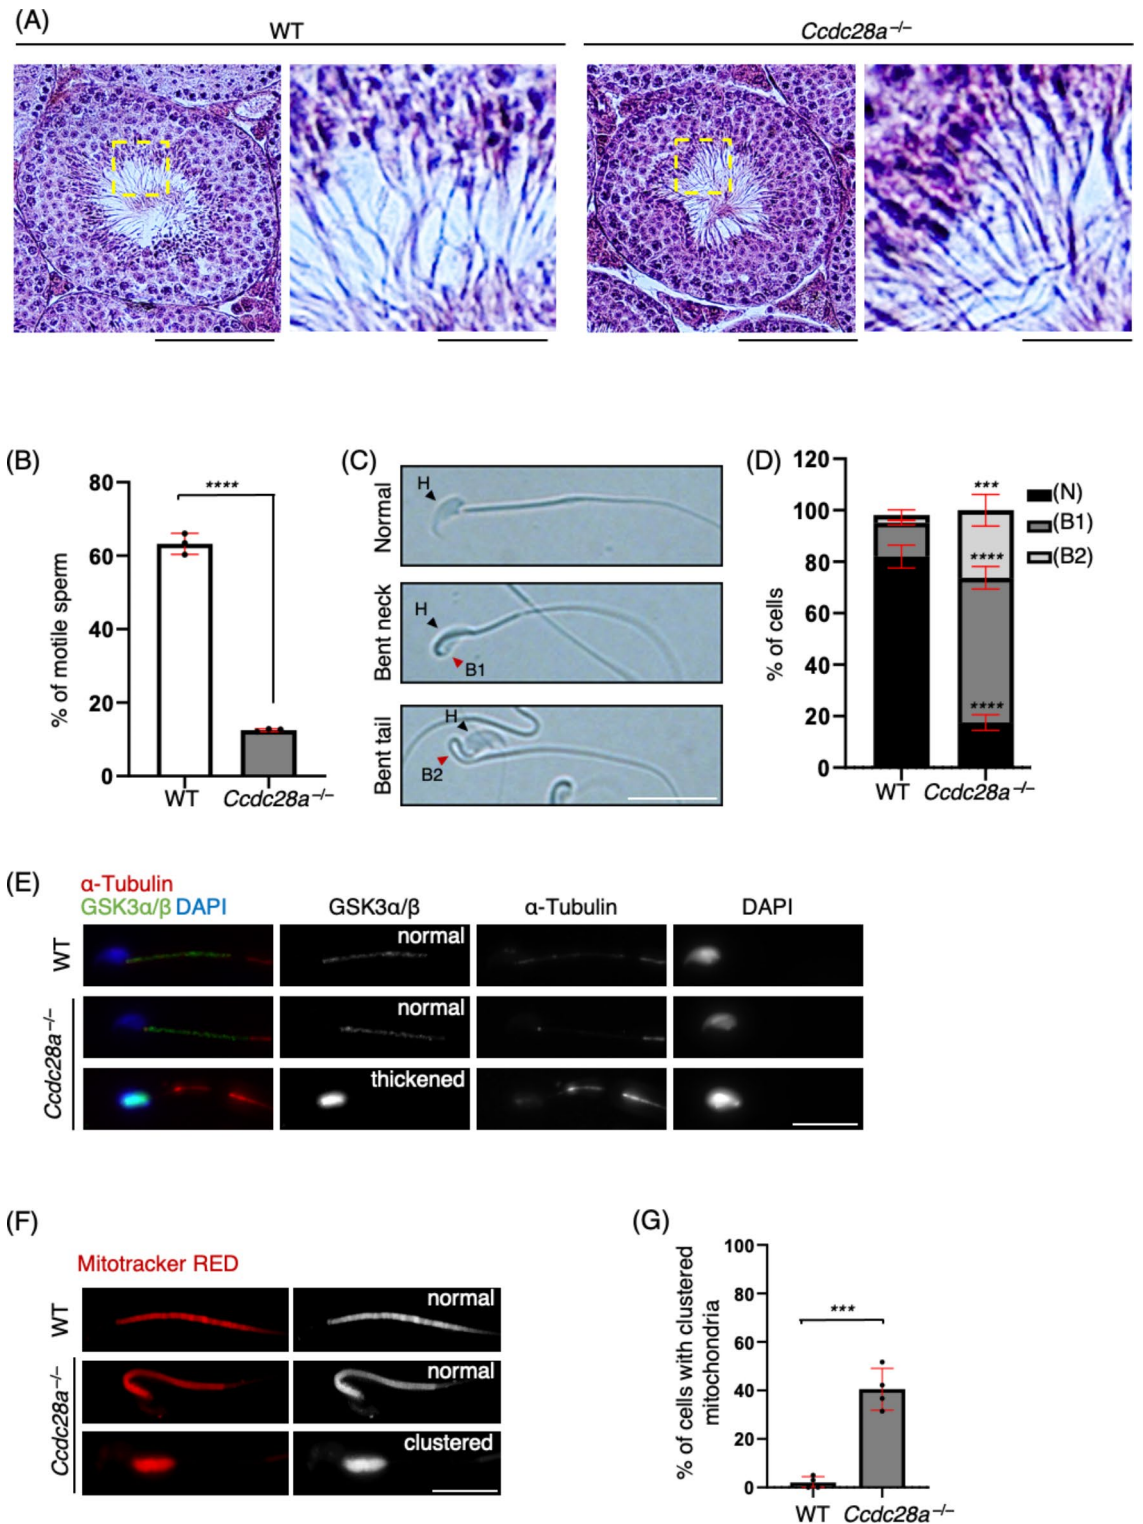 (A)
WT
Ccdc28a⁻/⁻
(B)
80
60
40
20
0
% of motile sperm
****
WT
Ccdc28a⁻/⁻
(C)
Normal
H
Bent neck
H
B1
Bent tail
H
B2
(D)
120
100
80
60
40
20
0
% of cells
***
****
****
(N)
(B1)
(B2)
WT
Ccdc28a⁻/⁻
(E)
α-Tubulin
GSK3α/β DAPI
GSK3α/β
α-Tubulin
DAPI
WT
normal
Ccdc28a⁻/⁻
normal
thickened
(F)
Mitotracker RED
WT
normal
Ccdc28a⁻/⁻
normal
clustered
(G)
100
80
60
40
20
0
% of cells with clustered
mitochondria
***
WT
Ccdc28a⁻/⁻